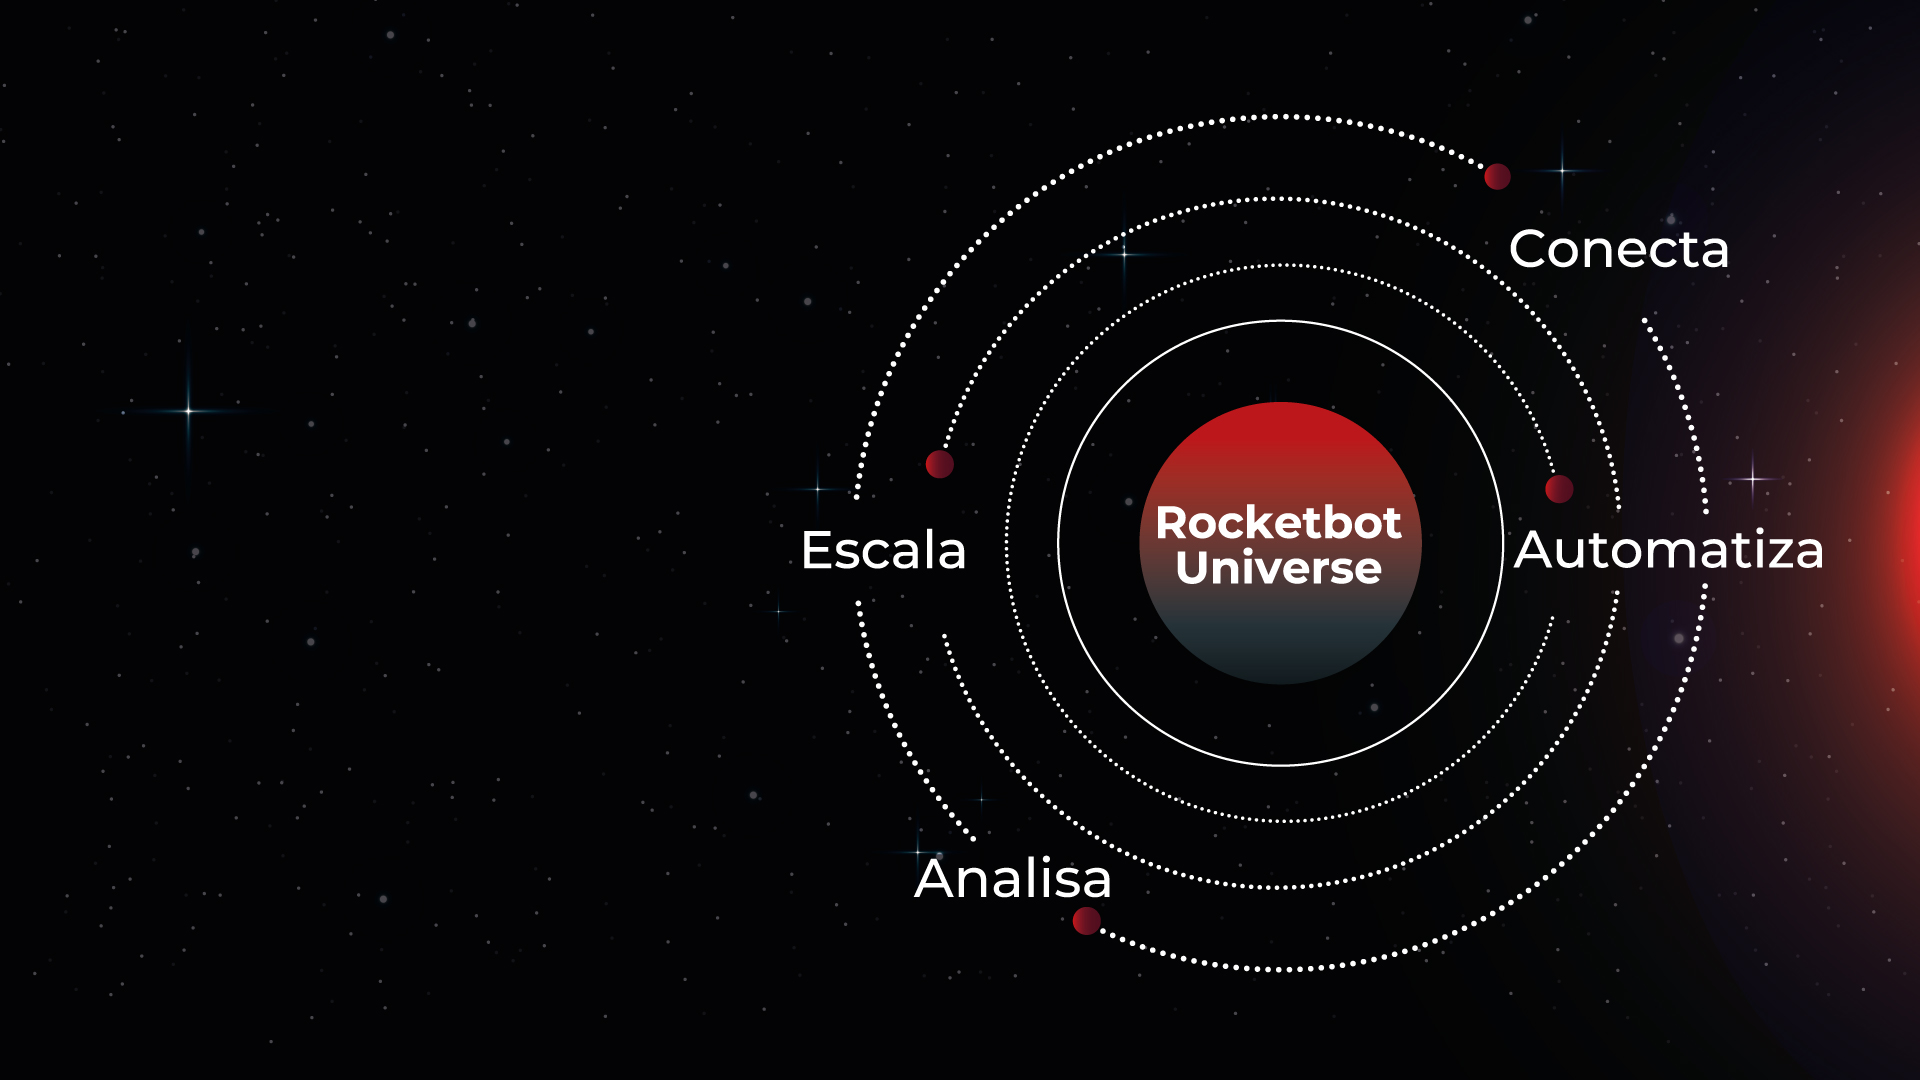 Conecta
Rocketbot
Universe
Escala
Automatiza
Analisa